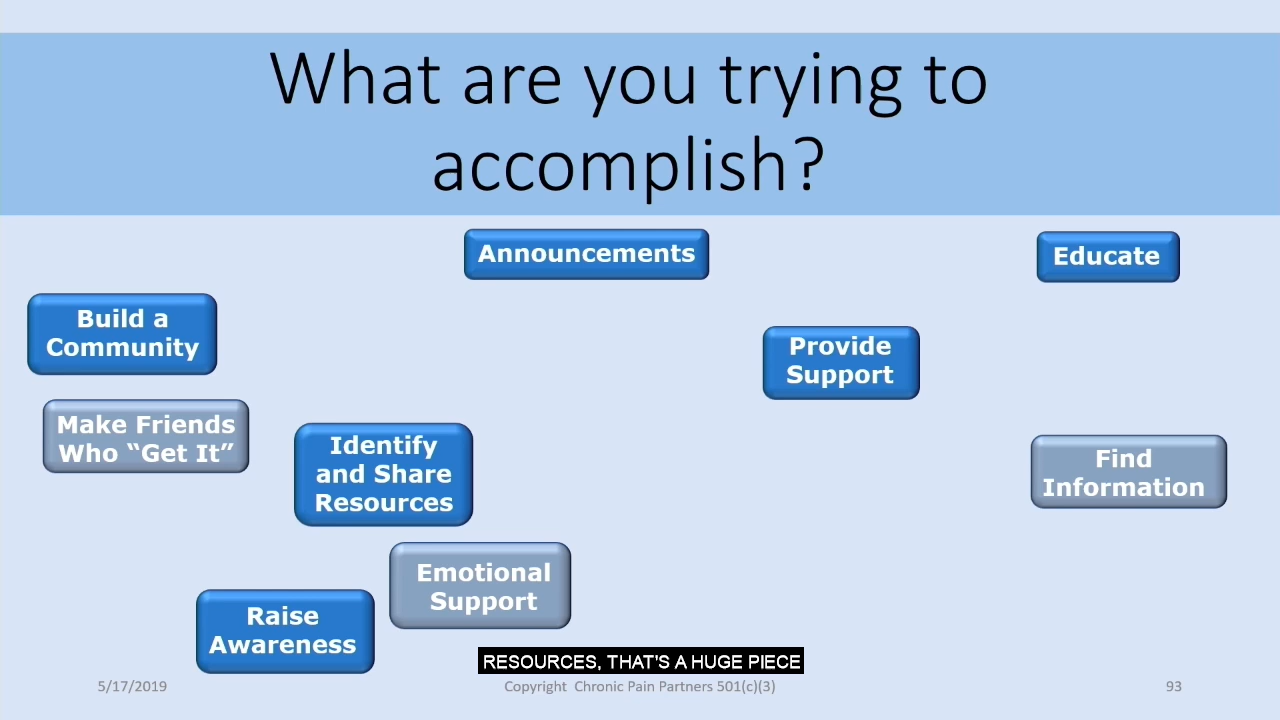 What are you trying to
accomplish?
Announcements
Educate
Build a
Community
Provide
Support
Make Friends
Who “Get It”
Identify
and Share
Resources
Find
Information
Emotional
Support
Raise
Awareness
RESOURCES, THAT'S A HUGE PIECE
5/17/2019
Copyright Chronic Pain Partners 501(c)(3)
93